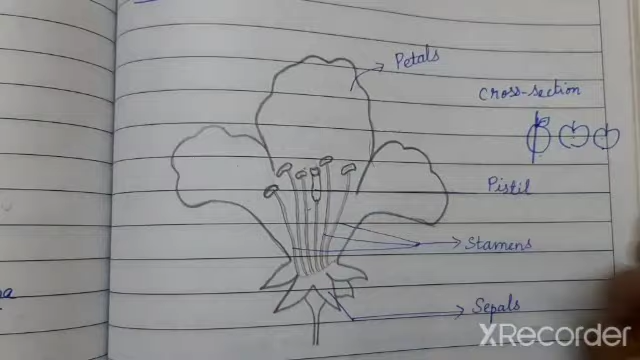 Petals
Cross-section
Pistil
Stamens
Sepals
XRecorder